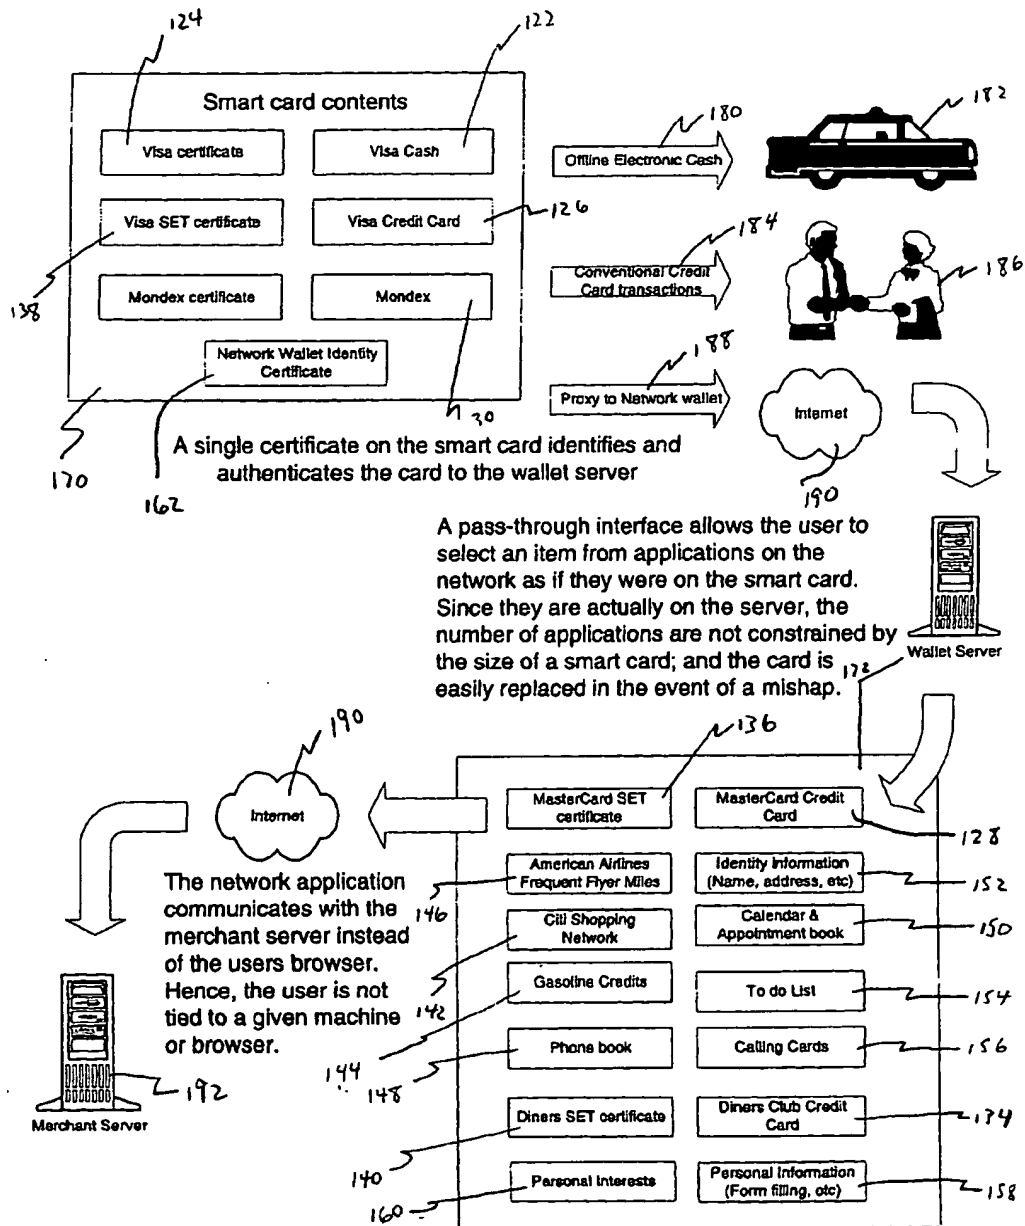 124
122
Smart card contents
Visa certificate
Visa Cash
Visa SET certificate
Visa Credit Card
126
138
Mondex certificate
Mondex
Network Wallet Identity
Certificate
130
170
162
180
Offline Electronic Cash
182
184
Conventional Credit
Card transactions
186
188
Proxy to Network wallet
Internet
190
A single certificate on the smart card identifies and
authenticates the card to the wallet server
A pass-through interface allows the user to
select an item from applications on the
network as if they were on the smart card.
Since they are actually on the server, the
number of applications are not constrained by
the size of a smart card; and the card is
easily replaced in the event of a mishap.
Wallet Server
172
136
190
Internet
MasterCard SET
certificate
MasterCard Credit
Card
128
American Airlines
Frequent Flyer Miles
146
Identity Information
(Name, address, etc)
152
Citi Shopping
Network
142
Calendar &
Appointment book
150
Gasoline Credits
144
To do List
154
Phone book
148
Calling Cards
156
Diners SET certificate
140
Diners Club Credit
Card
134
Personal Interests
160
Personal Information
(Form filling, etc)
158
The network application
communicates with the
merchant server instead
of the users browser.
Hence, the user is not
tied to a given machine
or browser.
192
Merchant Server